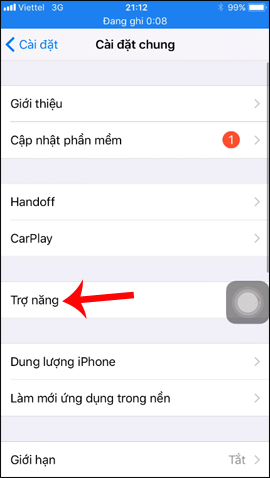 Viettel 3G 21:12 99%
Đang ghi 0:08
Cài đặt Cài đặt chung
Giới thiệu
Cập nhật phần mềm 1
Handoff
CarPlay
Trợ năng
Dung lượng iPhone
Làm mới ứng dụng trong nền
Giới hạn Tắt